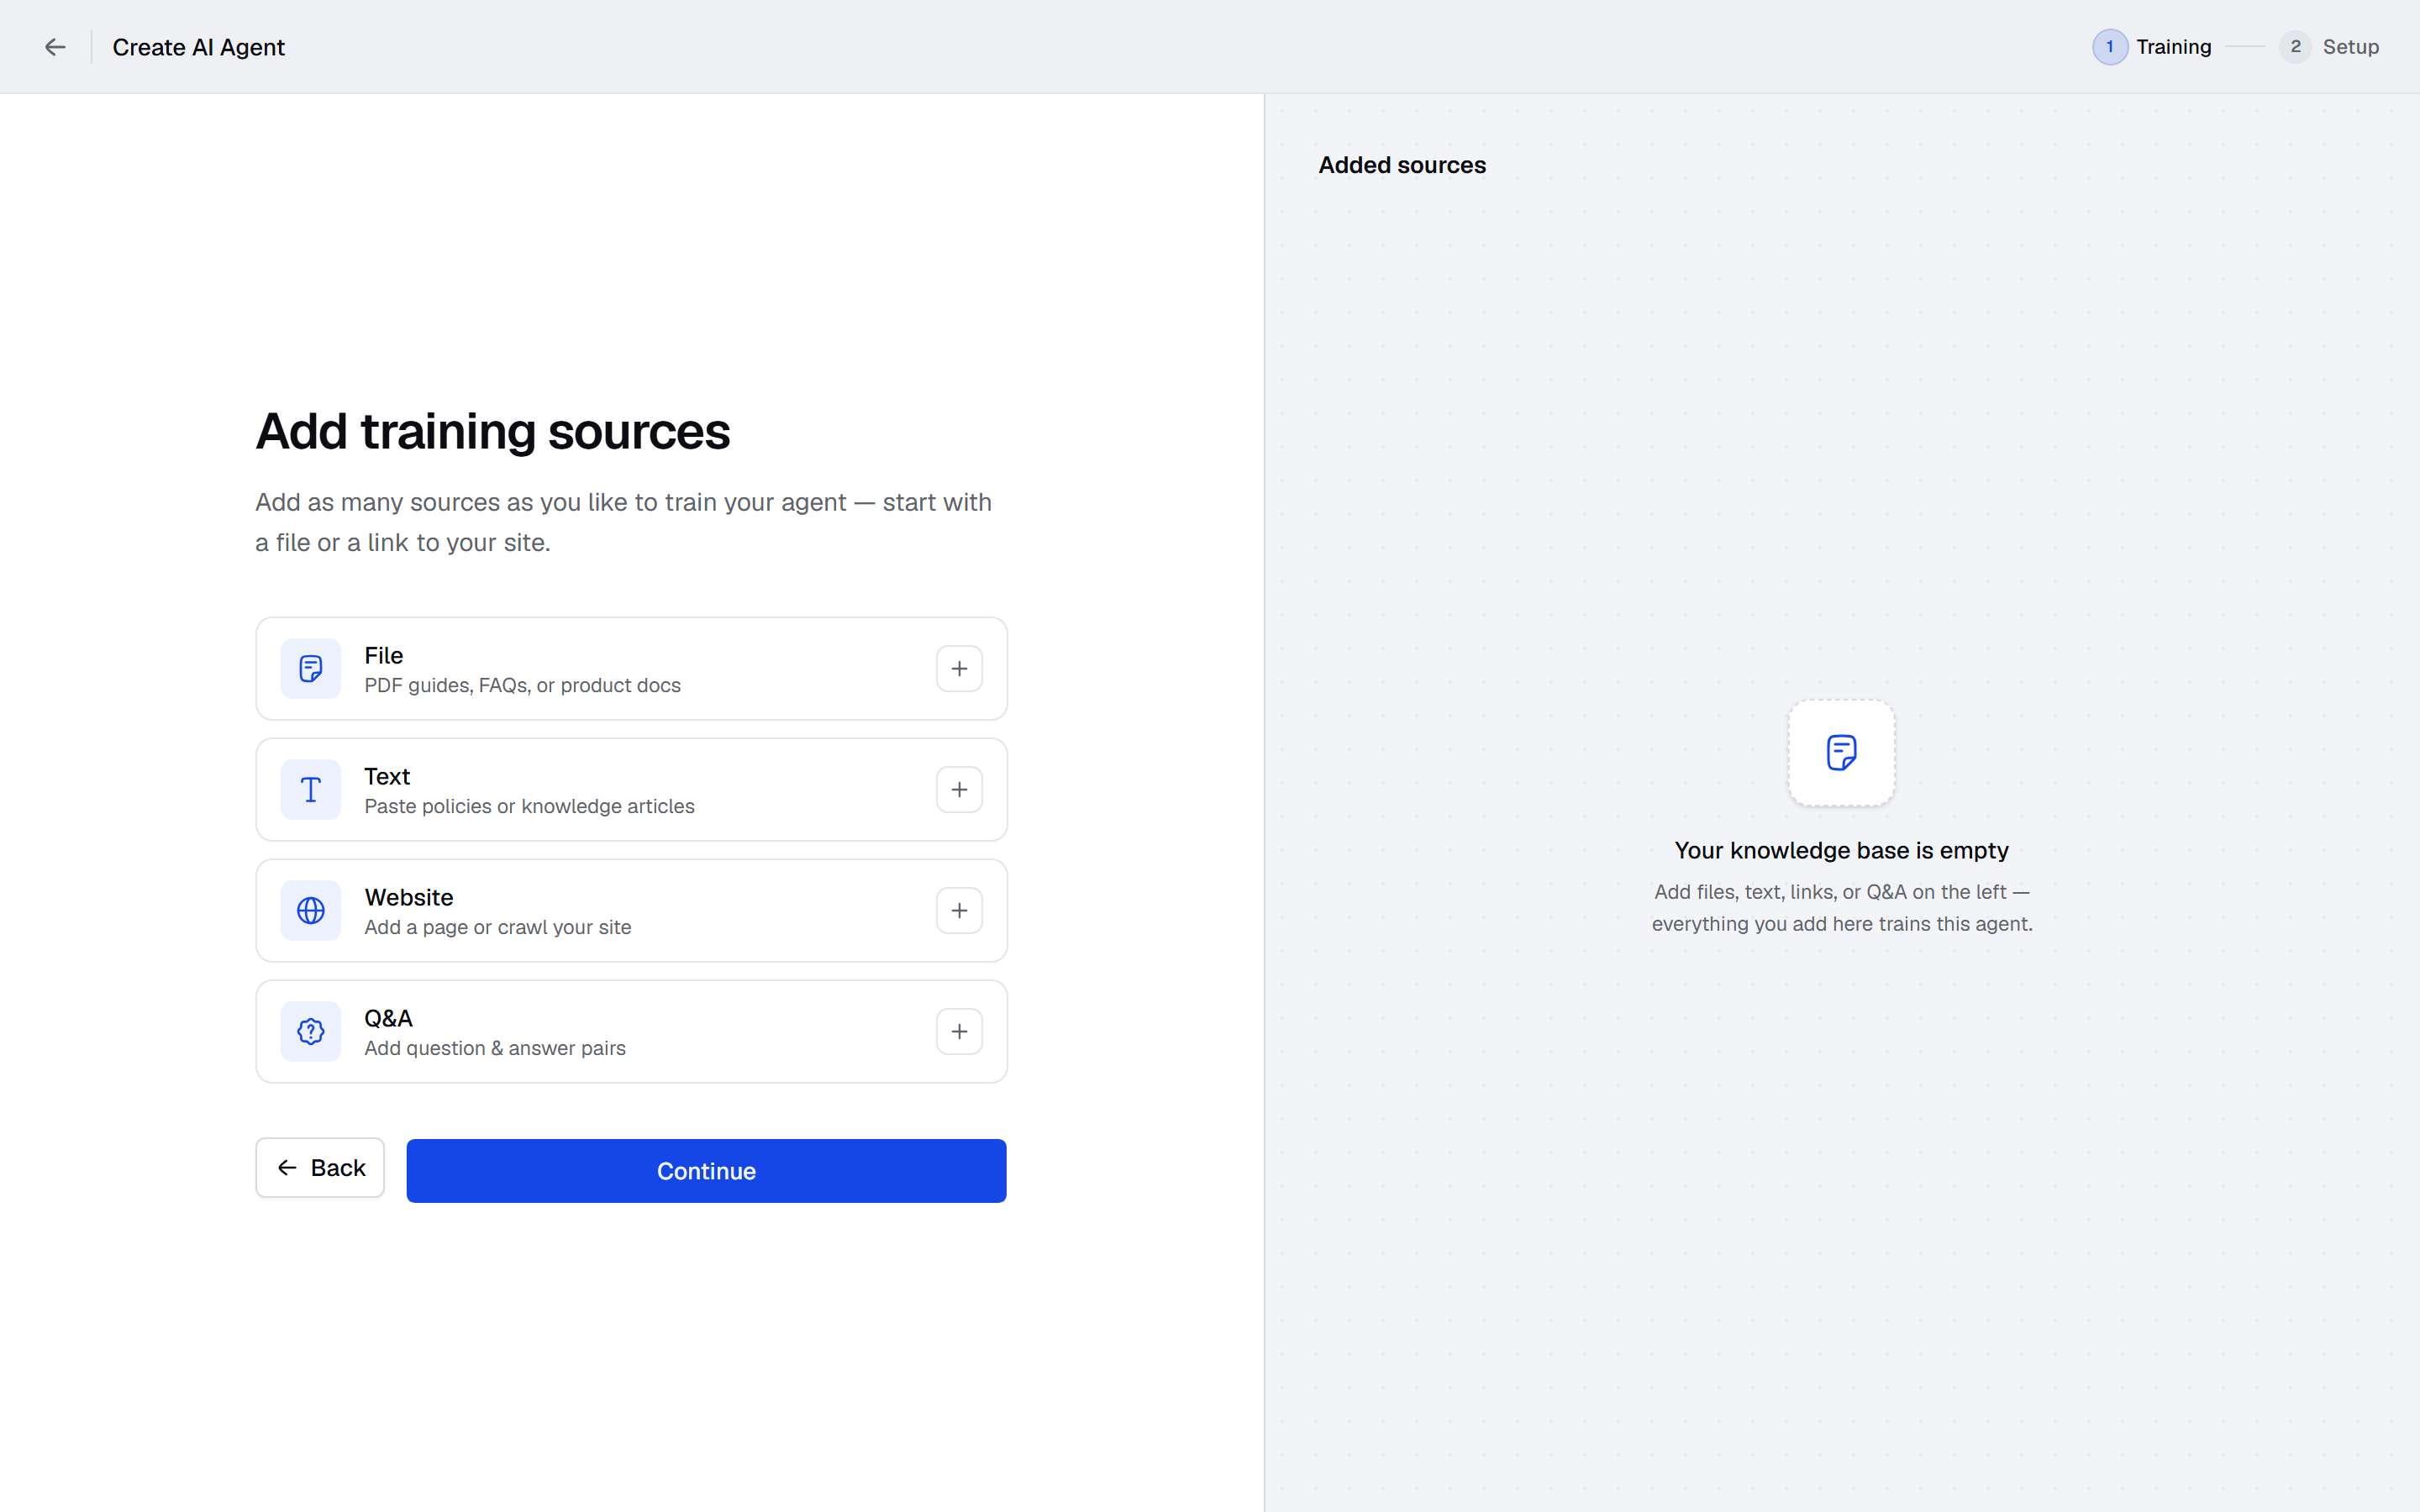 Create AI Agent
1 Training
2 Setup
Add training sources
Add as many sources as you like to train your agent — start with
a file or a link to your site.
File
PDF guides, FAQs, or product docs
Text
Paste policies or knowledge articles
Website
Add a page or crawl your site
Q&A
Add question & answer pairs
Back
Continue
Added sources
Your knowledge base is empty
Add files, text, links, or Q&A on the left —
everything you add here trains this agent.